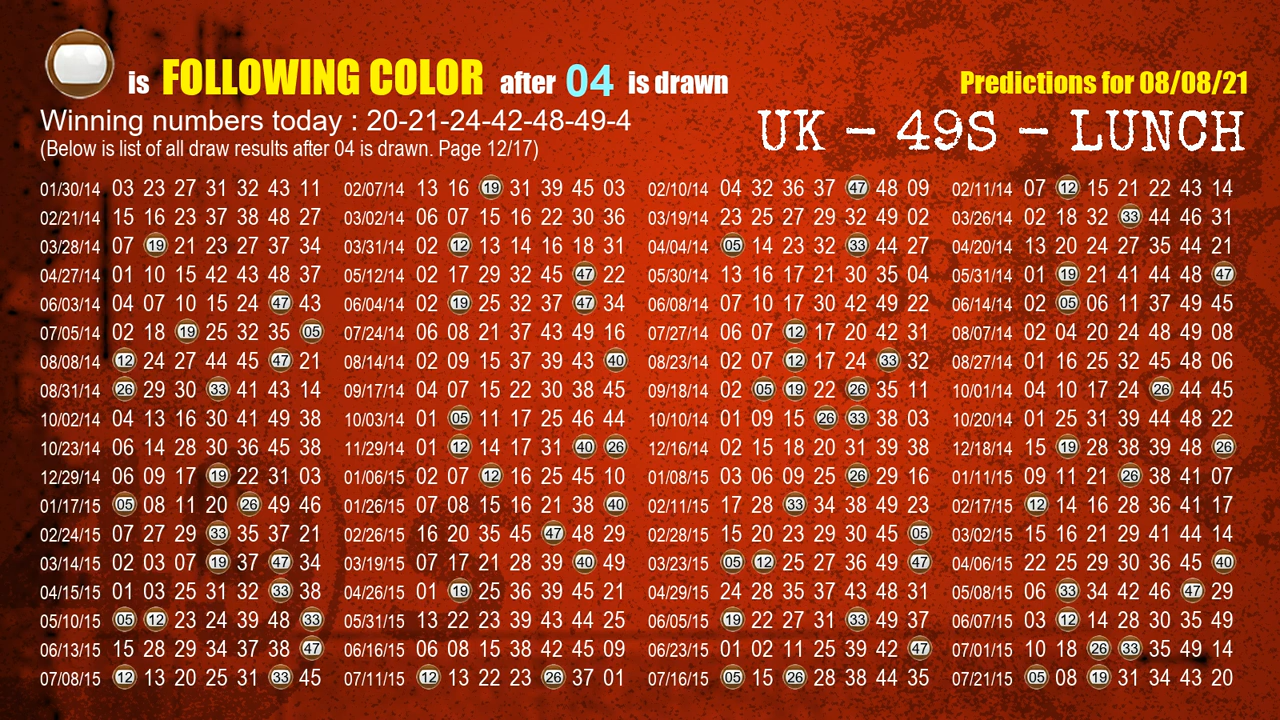 is FOLLOWING COLOR after 04 is drawn
Predictions for 08/08/21
Winning numbers today : 20-21-24-42-48-49-4
UK - 49S - LUNCH
(Below is list of all draw results after 04 is drawn. Page 12/17)
01/30/14 03 23 27 31 32 43 11 02/07/14 13 16 19 31 39 45 03 02/10/14 04 32 36 37 47 48 09 02/11/14 07 12 15 21 22 43 14
02/21/14 15 16 23 37 38 48 27 03/02/14 06 07 15 16 22 30 36 03/19/14 23 25 27 29 32 49 02 03/26/14 02 18 32 33 44 46 31
03/28/14 07 19 21 23 27 37 34 03/31/14 02 12 13 14 16 18 31 04/04/14 05 14 23 32 33 44 27 04/20/14 13 20 24 27 35 44 21
04/27/14 01 10 15 42 43 48 37 05/12/14 02 17 29 32 45 47 22 05/30/14 13 16 17 21 30 35 04 05/31/14 01 19 21 41 44 48 47
06/03/14 04 07 10 15 24 47 43 06/04/14 02 19 25 32 37 47 34 06/08/14 07 10 17 30 42 49 22 06/14/14 02 05 06 11 37 49 45
07/05/14 02 18 19 25 32 35 05 07/24/14 06 08 21 37 43 49 16 07/27/14 06 07 12 17 20 42 31 08/07/14 02 04 20 24 48 49 08
08/08/14 12 24 27 44 45 47 21 08/14/14 02 09 15 37 39 43 40 08/23/14 02 07 12 17 24 33 32 08/27/14 01 16 25 32 45 48 06
08/31/14 26 29 30 33 41 43 14 09/17/14 04 07 15 22 30 38 45 09/18/14 02 05 19 22 26 35 11 10/01/14 04 10 17 24 26 44 45
10/02/14 04 13 16 30 41 49 38 10/03/14 01 05 11 17 25 46 44 10/10/14 01 09 15 26 33 38 03 10/20/14 01 25 31 39 44 48 22
10/23/14 06 14 28 30 36 45 38 11/29/14 01 12 14 17 31 40 26 12/16/14 02 15 18 20 31 39 38 12/18/14 15 19 28 38 39 48 26
12/29/14 06 09 17 19 22 31 03 01/06/15 02 07 12 16 25 45 10 01/08/15 03 06 09 25 26 29 16 01/11/15 09 11 21 26 38 41 07
01/17/15 05 08 11 20 26 49 46 01/26/15 07 08 15 16 21 38 40 02/11/15 17 28 33 34 38 49 23 02/17/15 12 14 16 28 36 41 17
02/24/15 07 27 29 33 35 37 21 02/26/15 16 20 35 45 47 48 29 02/28/15 15 20 23 29 30 45 05 03/02/15 15 16 21 29 41 44 14
03/14/15 02 03 07 19 37 47 34 03/19/15 07 17 21 28 39 40 49 03/23/15 05 12 25 27 36 49 47 04/06/15 22 25 29 30 36 45 40
04/15/15 01 03 25 31 32 33 38 04/26/15 01 19 25 36 39 45 21 04/29/15 24 28 35 37 43 48 31 05/08/15 06 33 34 42 46 47 29
05/10/15 05 12 23 24 39 48 33 05/31/15 13 22 23 39 43 44 25 06/05/15 19 22 27 31 33 49 37 06/07/15 03 12 14 28 30 35 49
06/13/15 15 28 29 34 37 38 47 06/16/15 06 08 15 38 42 45 09 06/23/15 01 02 11 25 39 42 47 07/01/15 10 18 26 33 35 49 14
07/08/15 12 13 20 25 31 33 45 07/11/15 12 13 22 23 26 37 01 07/16/15 05 15 26 28 38 44 35 07/21/15 05 08 19 31 34 43 20